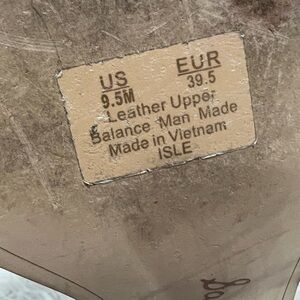 US EUR
9.5M 39.5
Leather Upper
Balance Man Made
Made in Vietnam
ISLE